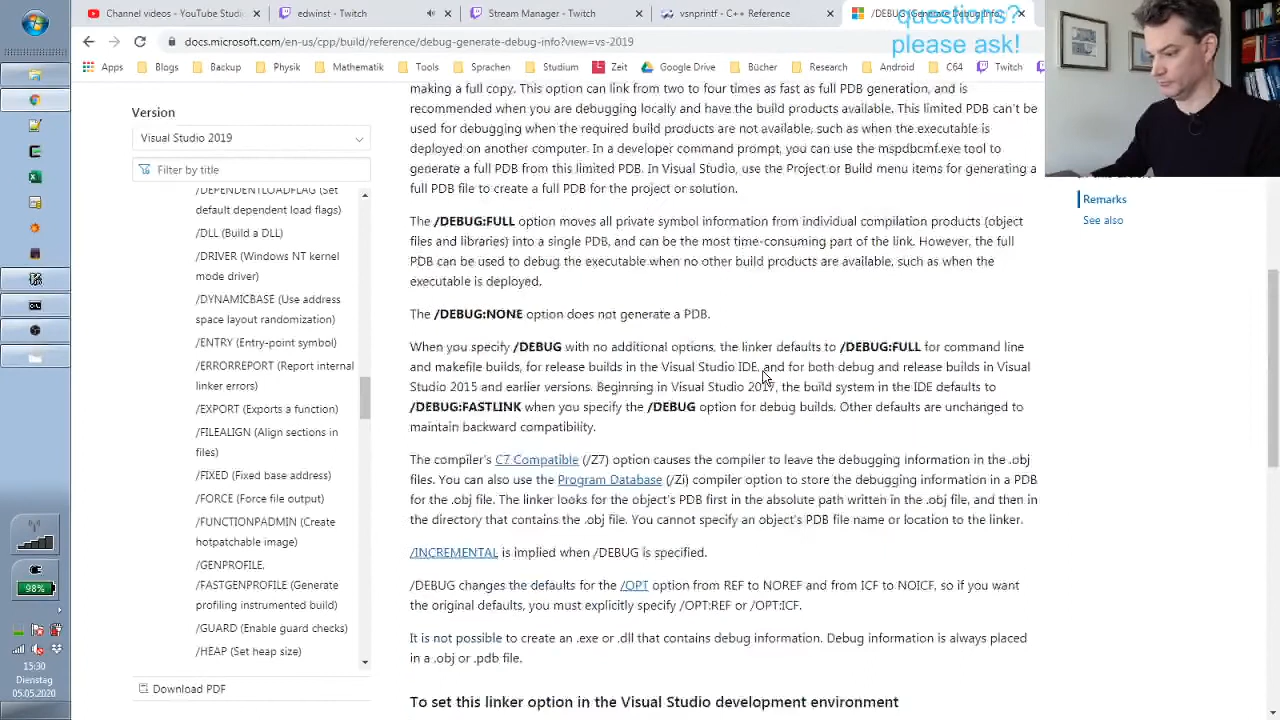 Channel videos - YouTube S
ernst - Twitch
Stream Manager - Twitch
vsnprintf - C++ Reference
/DEBUG (Generate Debug Info)
questions?
please ask!
docs.microsoft.com/en-us/cpp/build/reference/debug-generate-debug-info?view=vs-2019
Apps
Blogs
Backup
Physik
Mathematik
Tools
Sprachen
Studium
Zeit
Google Drive
Bücher
Research
Android
C64
Twitch
Version
Visual Studio 2019
Filter by title
/DEPENDENTLOADFLAG (Set
default dependent load flags)
/DLL (Build a DLL)
/DRIVER (Windows NT kernel
mode driver)
/DYNAMICBASE (Use address
space layout randomization)
/ENTRY (Entry-point symbol)
/ERRORREPORT (Report internal
linker errors)
/EXPORT (Exports a function)
/FILEALIGN (Align sections in
files)
/FIXED (Fixed base address)
/FORCE (Force file output)
/FUNCTIONPADMIN (Create
hotpatchable image)
/GENPROFILE,
/FASTGENPROFILE (Generate
profiling instrumented build)
/GUARD (Enable guard checks)
/HEAP (Set heap size)
Download PDF
making a full copy. This option can link from two to four times as fast as full PDB generation, and is
recommended when you are debugging locally and have the build products available. This limited PDB can't be
used for debugging when the required build products are not available, such as when the executable is
deployed on another computer. In a developer command prompt, you can use the mspdbcmf.exe tool to
generate a full PDB from this limited PDB. In Visual Studio, use the Project or Build menu items for generating a
full PDB file to create a full PDB for the project or solution.
The /DEBUG:FULL option moves all private symbol information from individual compilation products (object
files and libraries) into a single PDB, and can be the most time-consuming part of the link. However, the full
PDB can be used to debug the executable when no other build products are available, such as when the
executable is deployed.
The /DEBUG:NONE option does not generate a PDB.
When you specify /DEBUG with no additional options, the linker defaults to /DEBUG:FULL for command line
and makefile builds, for release builds in the Visual Studio IDE, and for both debug and release builds in Visual
Studio 2015 and earlier versions. Beginning in Visual Studio 2017, the build system in the IDE defaults to
/DEBUG:FASTLINK when you specify the /DEBUG option for debug builds. Other defaults are unchanged to
maintain backward compatibility.
The compiler's C7 Compatible (/Z7) option causes the compiler to leave the debugging information in the .obj
files. You can also use the Program Database (/Zi) compiler option to store the debugging information in a PDB
for the .obj file. The linker looks for the object's PDB first in the absolute path written in the .obj file, and then in
the directory that contains the .obj file. You cannot specify an object's PDB file name or location to the linker.
/INCREMENTAL is implied when /DEBUG is specified.
/DEBUG changes the defaults for the /OPT option from REF to NOREF and from ICF to NOICF, so if you want
the original defaults, you must explicitly specify /OPT:REF or /OPT:ICF.
It is not possible to create an .exe or .dll that contains debug information. Debug information is always placed
in a .obj or .pdb file.
To set this linker option in the Visual Studio development environment
Remarks
See also
98%
15:30
Dienstag
05.05.2020